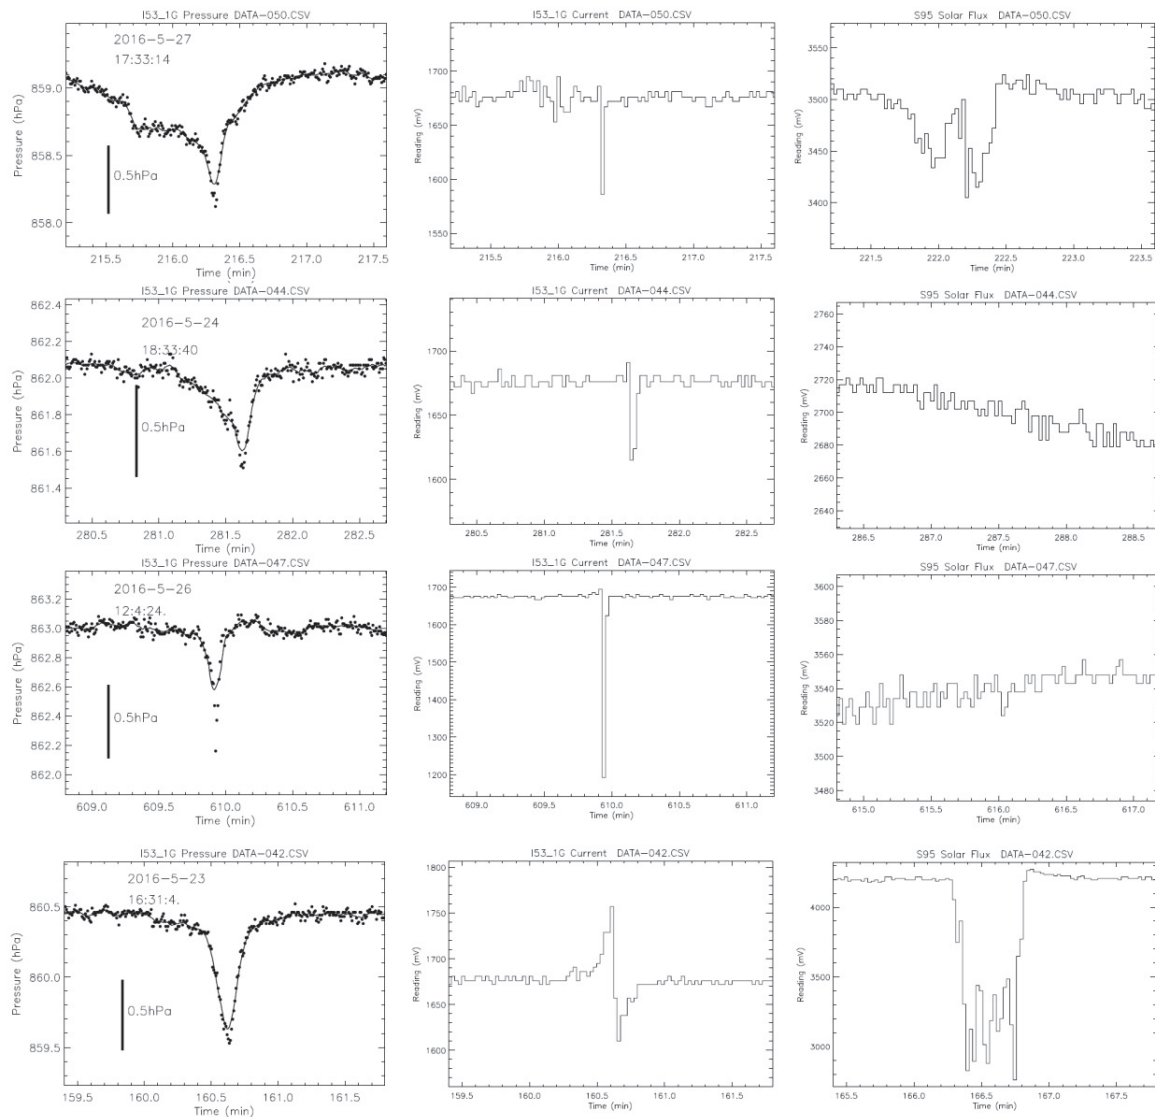 I53_1G Pressure DATA-050.CSV
2016-5-27
17:33:14
859.0
858.5
858.0
0.5hPa
Pressure (hPa)
215.5 216.0 216.5 217.0 217.5
Time (min)
I53_1G Current DATA-050.CSV
1700
1650
1600
1550
Reading (mV)
215.5 216.0 216.5 217.0 217.5
Time (min)
S95 Solar Flux DATA-050.CSV
3550
3500
3450
3400
Reading (mV)
221.5 222.0 222.5 223.0 223.5
Time (min)
I53_1G Pressure DATA-044.CSV
2016-5-24
18:33:40
862.4
862.2
862.0
861.8
861.6
861.4
0.5hPa
Pressure (hPa)
280.5 281.0 281.5 282.0 282.5
Time (min)
I53_1G Current DATA-044.CSV
1700
1650
1600
Reading (mV)
280.5 281.0 281.5 282.0 282.5
Time (min)
S95 Solar Flux DATA-044.CSV
2760
2740
2720
2700
2680
2660
2640
Reading (mV)
286.5 287.0 287.5 288.0 288.5
Time (min)
I53_1G Pressure DATA-047.CSV
2016-5-26
12:4:24.
863.2
863.0
862.8
862.6
862.4
862.2
862.0
0.5hPa
Pressure (hPa)
609.0 609.5 610.0 610.5 611.0
Time (min)
I53_1G Current DATA-047.CSV
1700
1600
1500
1400
1300
1200
Reading (mV)
609.0 609.5 610.0 610.5 611.0
Time (min)
S95 Solar Flux DATA-047.CSV
3600
3580
3560
3540
3520
3500
3480
Reading (mV)
615.0 615.5 616.0 616.5 617.0
Time (min)
I53_1G Pressure DATA-042.CSV
2016-5-23
16:31:4.
860.5
860.0
859.5
0.5hPa
Pressure (hPa)
159.5 160.0 160.5 161.0 161.5
Time (min)
I53_1G Current DATA-042.CSV
1800
1750
1700
1650
1600
Reading (mV)
159.5 160.0 160.5 161.0 161.5
Time (min)
S95 Solar Flux DATA-042.CSV
4000
3500
3000
Reading (mV)
165.5 166.0 166.5 167.0 167.5
Time (min)